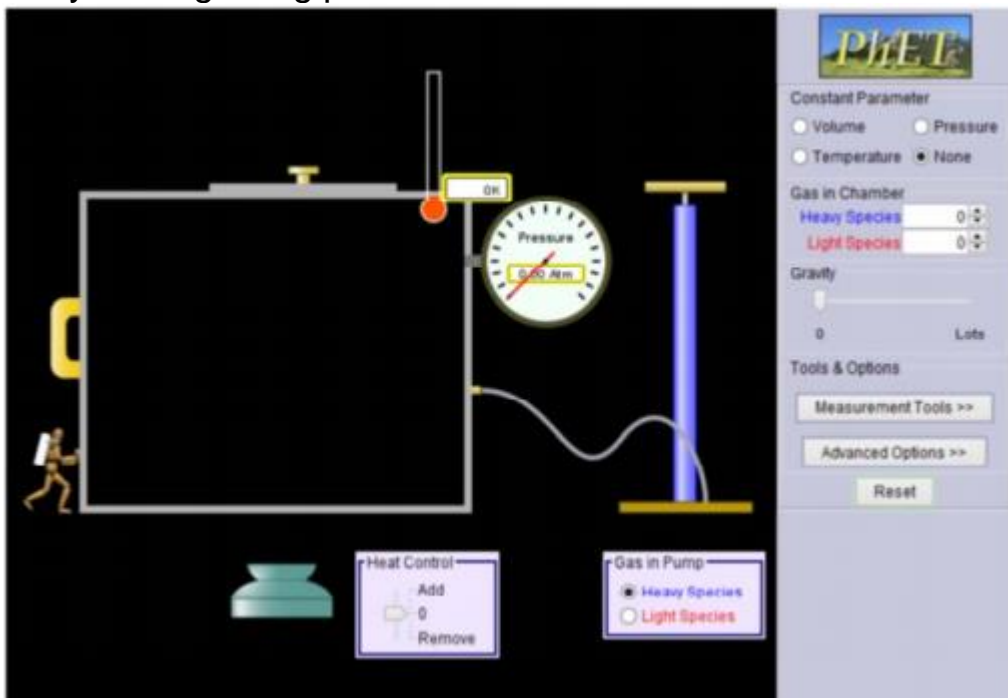 PhET
Constant Parameter
Volume
Pressure
Temperature
None
Gas in Chamber
Heavy Species 0
Light Species 0
Gravity
0 Lots
Tools & Options
Measurement Tools >>
Advanced Options >>
Reset
0K
Pressure
0.00 Atm
Heat Control
Add
0
Remove
Gas in Pump
Heavy Species
Light Species